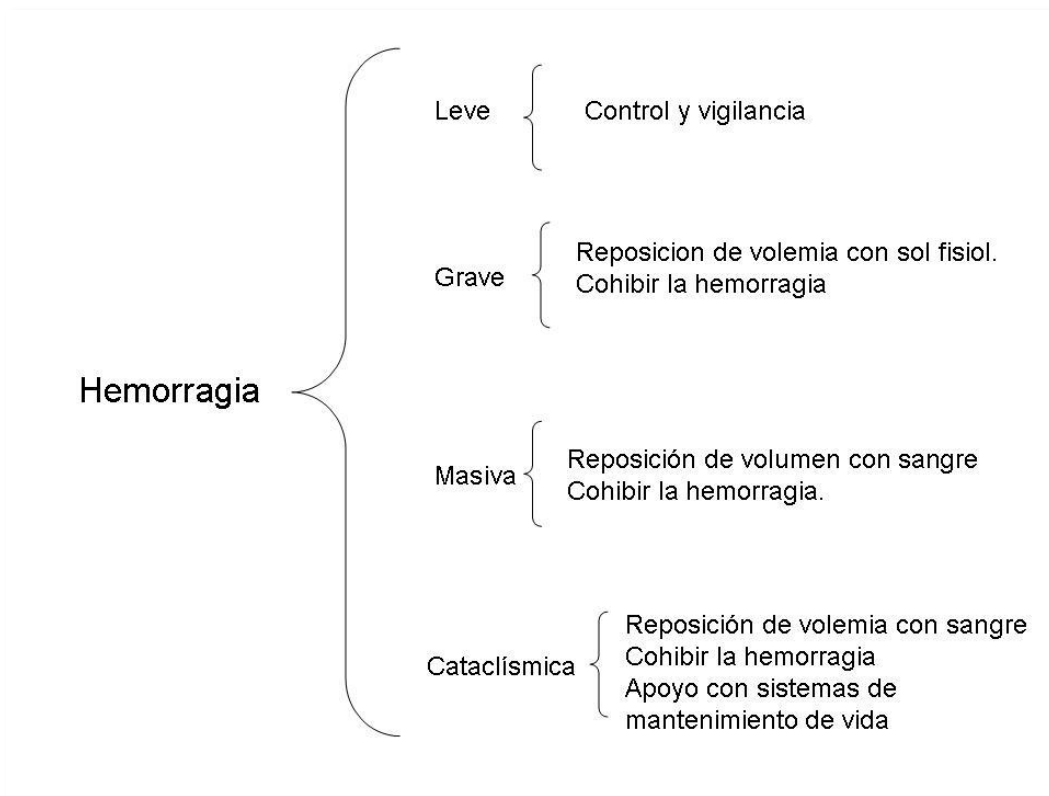 Hemorragia
Leve
Control y vigilancia
Grave
Reposicion de volemia con sol fisiol.
Cohibir la hemorragia
Masiva
Reposición de volumen con sangre
Cohibir la hemorragia.
Cataclísmica
Reposición de volemia con sangre
Cohibir la hemorragia
Apoyo con sistemas de
mantenimiento de vida